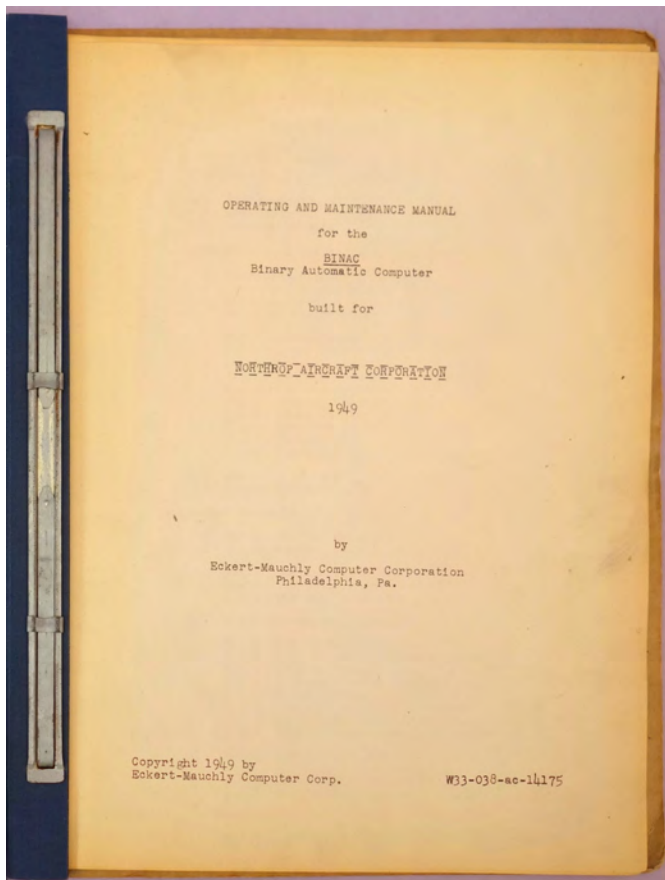 OPERATING AND MAINTENANCE MANUAL
for the
BINAC
Binary Automatic Computer
built for
NORTHROP AIRCRAFT CORPORATION
1949
by
Eckert-Mauchly Computer Corporation
Philadelphia, Pa.
Copyright 1949 by
Eckert-Mauchly Computer Corp.
W33-038-ac-14175